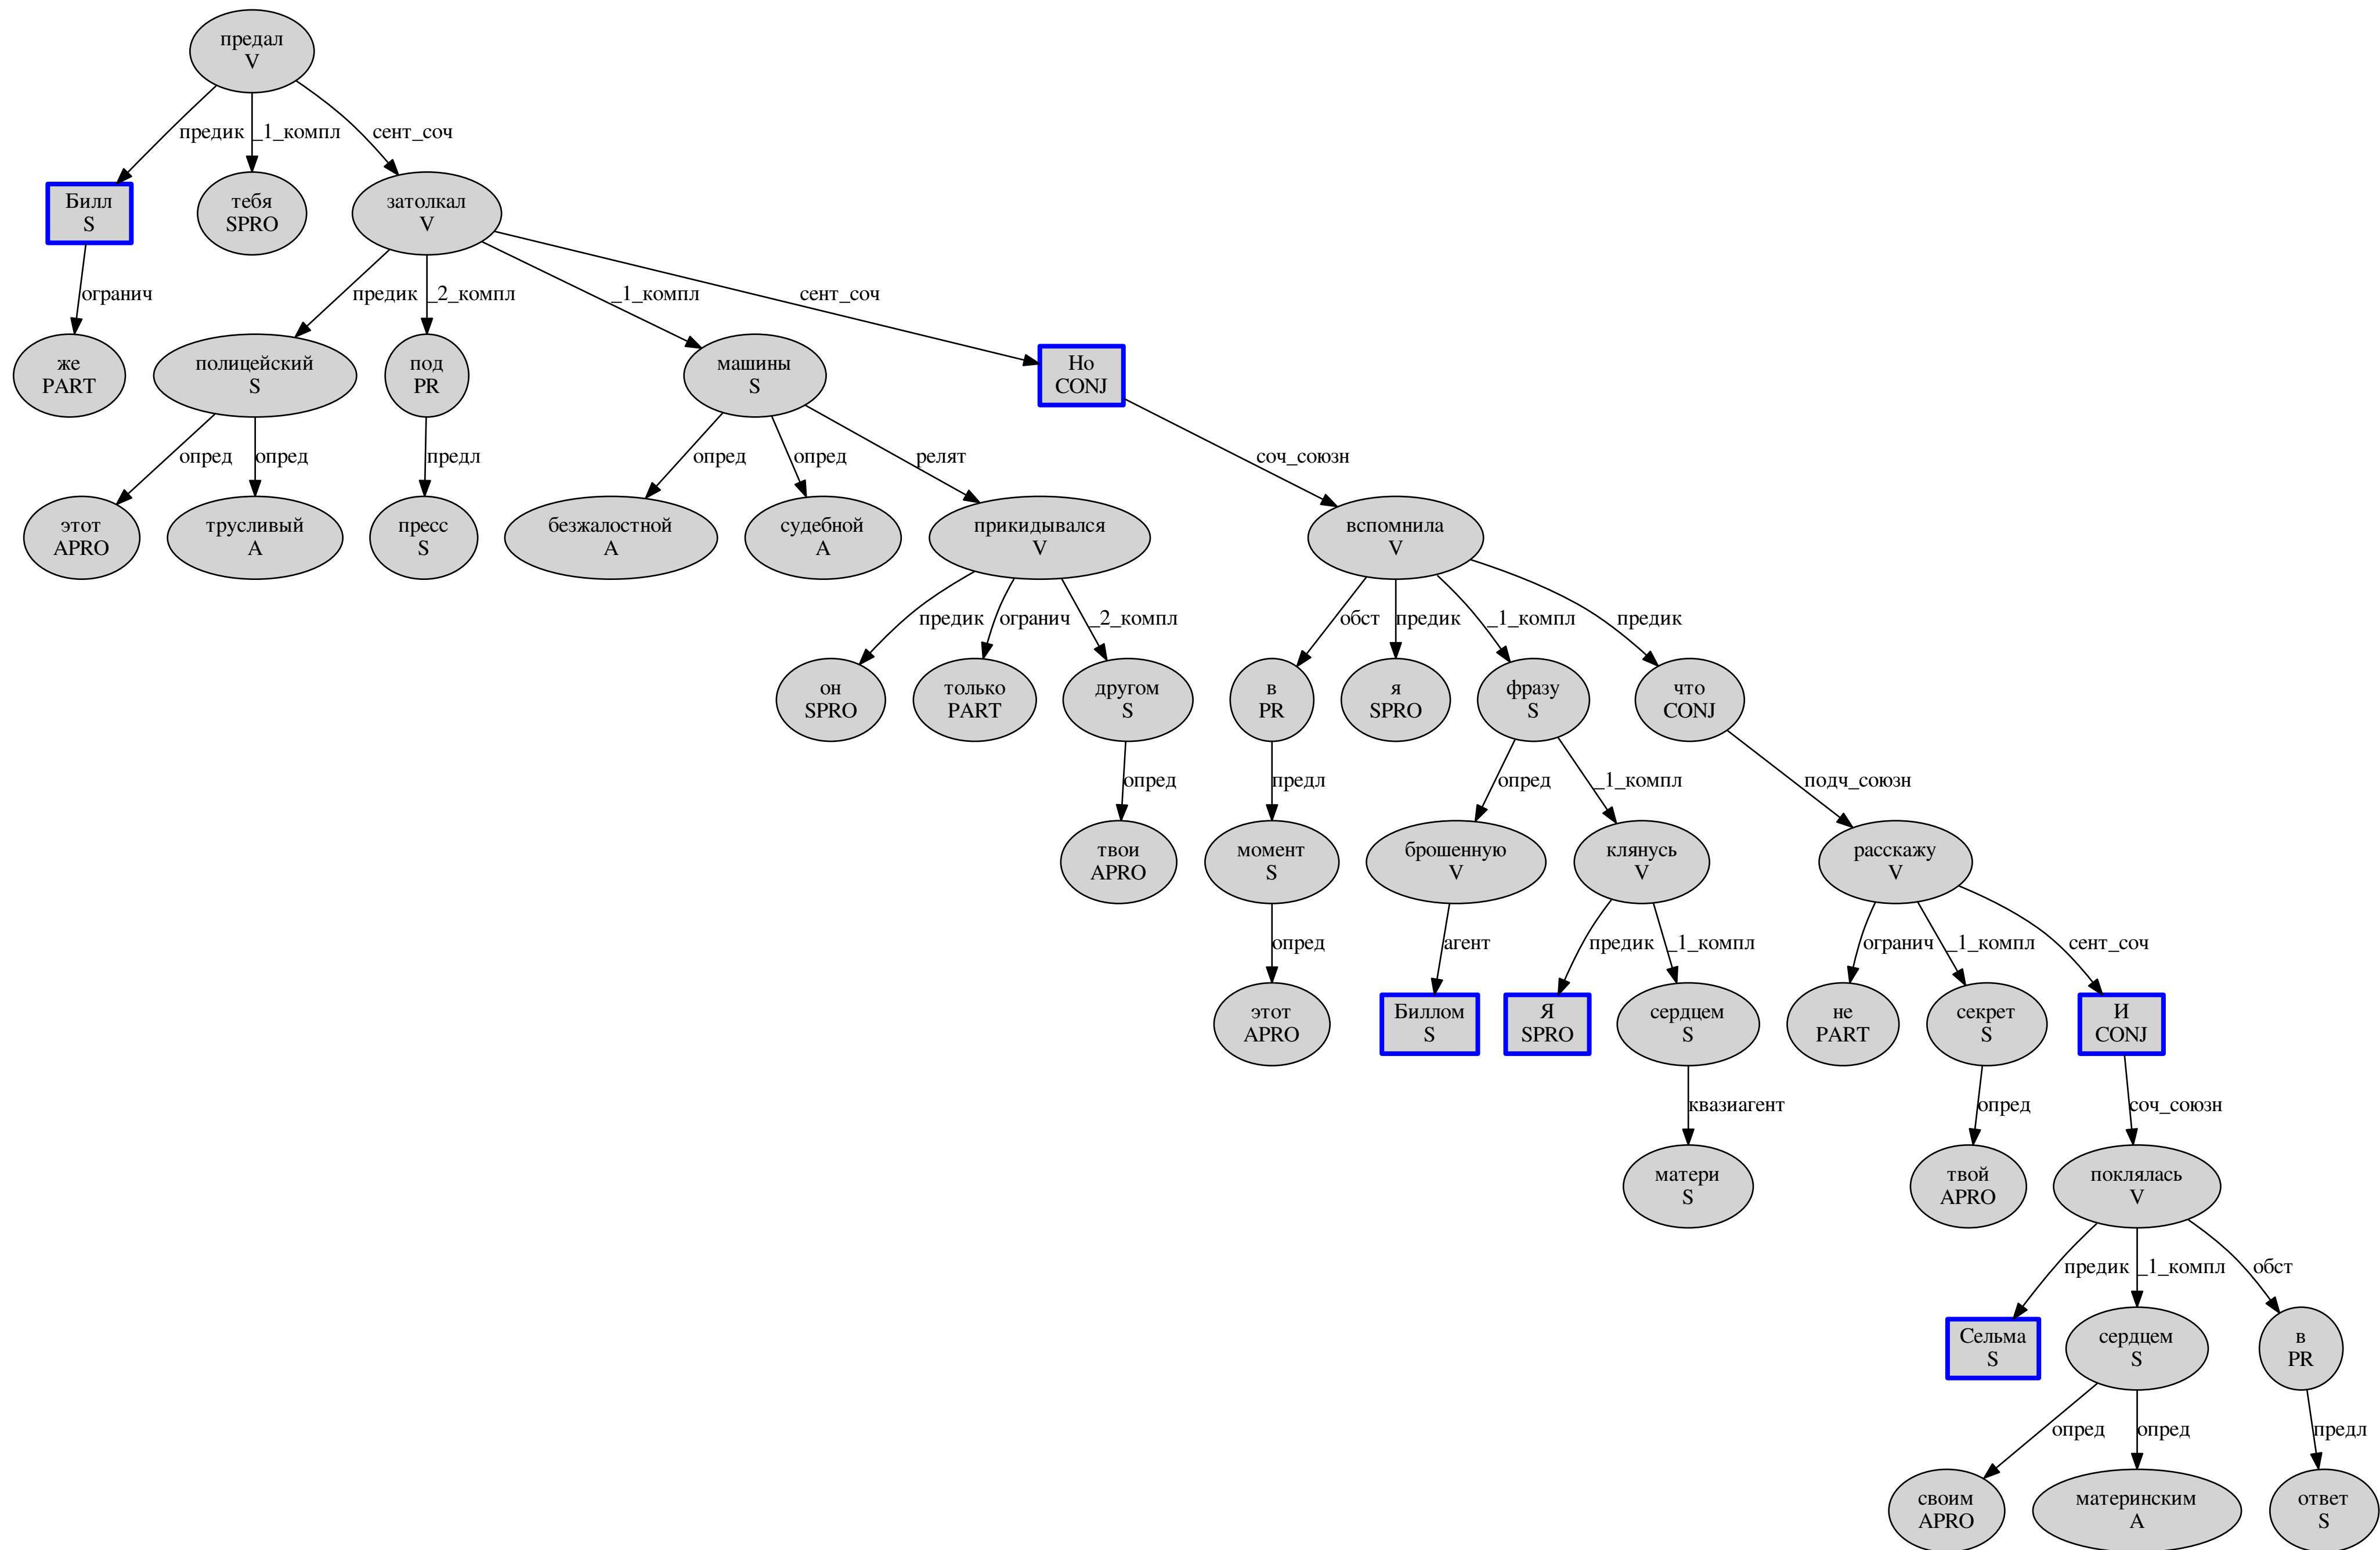 предал
V
предик
_1_компл
сент_соч
Билл
S
тебя
SPRO
затолкал
V
огранич
предик
_2_компл
_1_компл
сент_соч
же
PART
полицейский
S
под
PR
машины
S
Но
CONJ
опред
опред
предл
опред
опред
релят
соч_союзн
этот
APRO
трусливый
A
пресс
S
безжалостной
A
судебной
A
прикидывался
V
вспомнила
V
предик
огранич
_2_компл
обст
предик
_1_компл
предик
он
SPRO
только
PART
другом
S
в
PR
я
SPRO
фразу
S
что
CONJ
опред
предл
опред
_1_компл
подч_союзн
твои
APRO
момент
S
брошенную
V
клянусь
V
расскажу
V
опред
агент
предик
_1_компл
огранич
_1_компл
сент_соч
этот
APRO
Биллом
S
Я
SPRO
сердцем
S
не
PART
секрет
S
И
CONJ
квазиагент
опред
соч_союзн
матери
S
твой
APRO
поклялась
V
предик
_1_компл
обст
Сельма
S
сердцем
S
в
PR
опред
опред
предл
своим
APRO
материнским
A
ответ
S